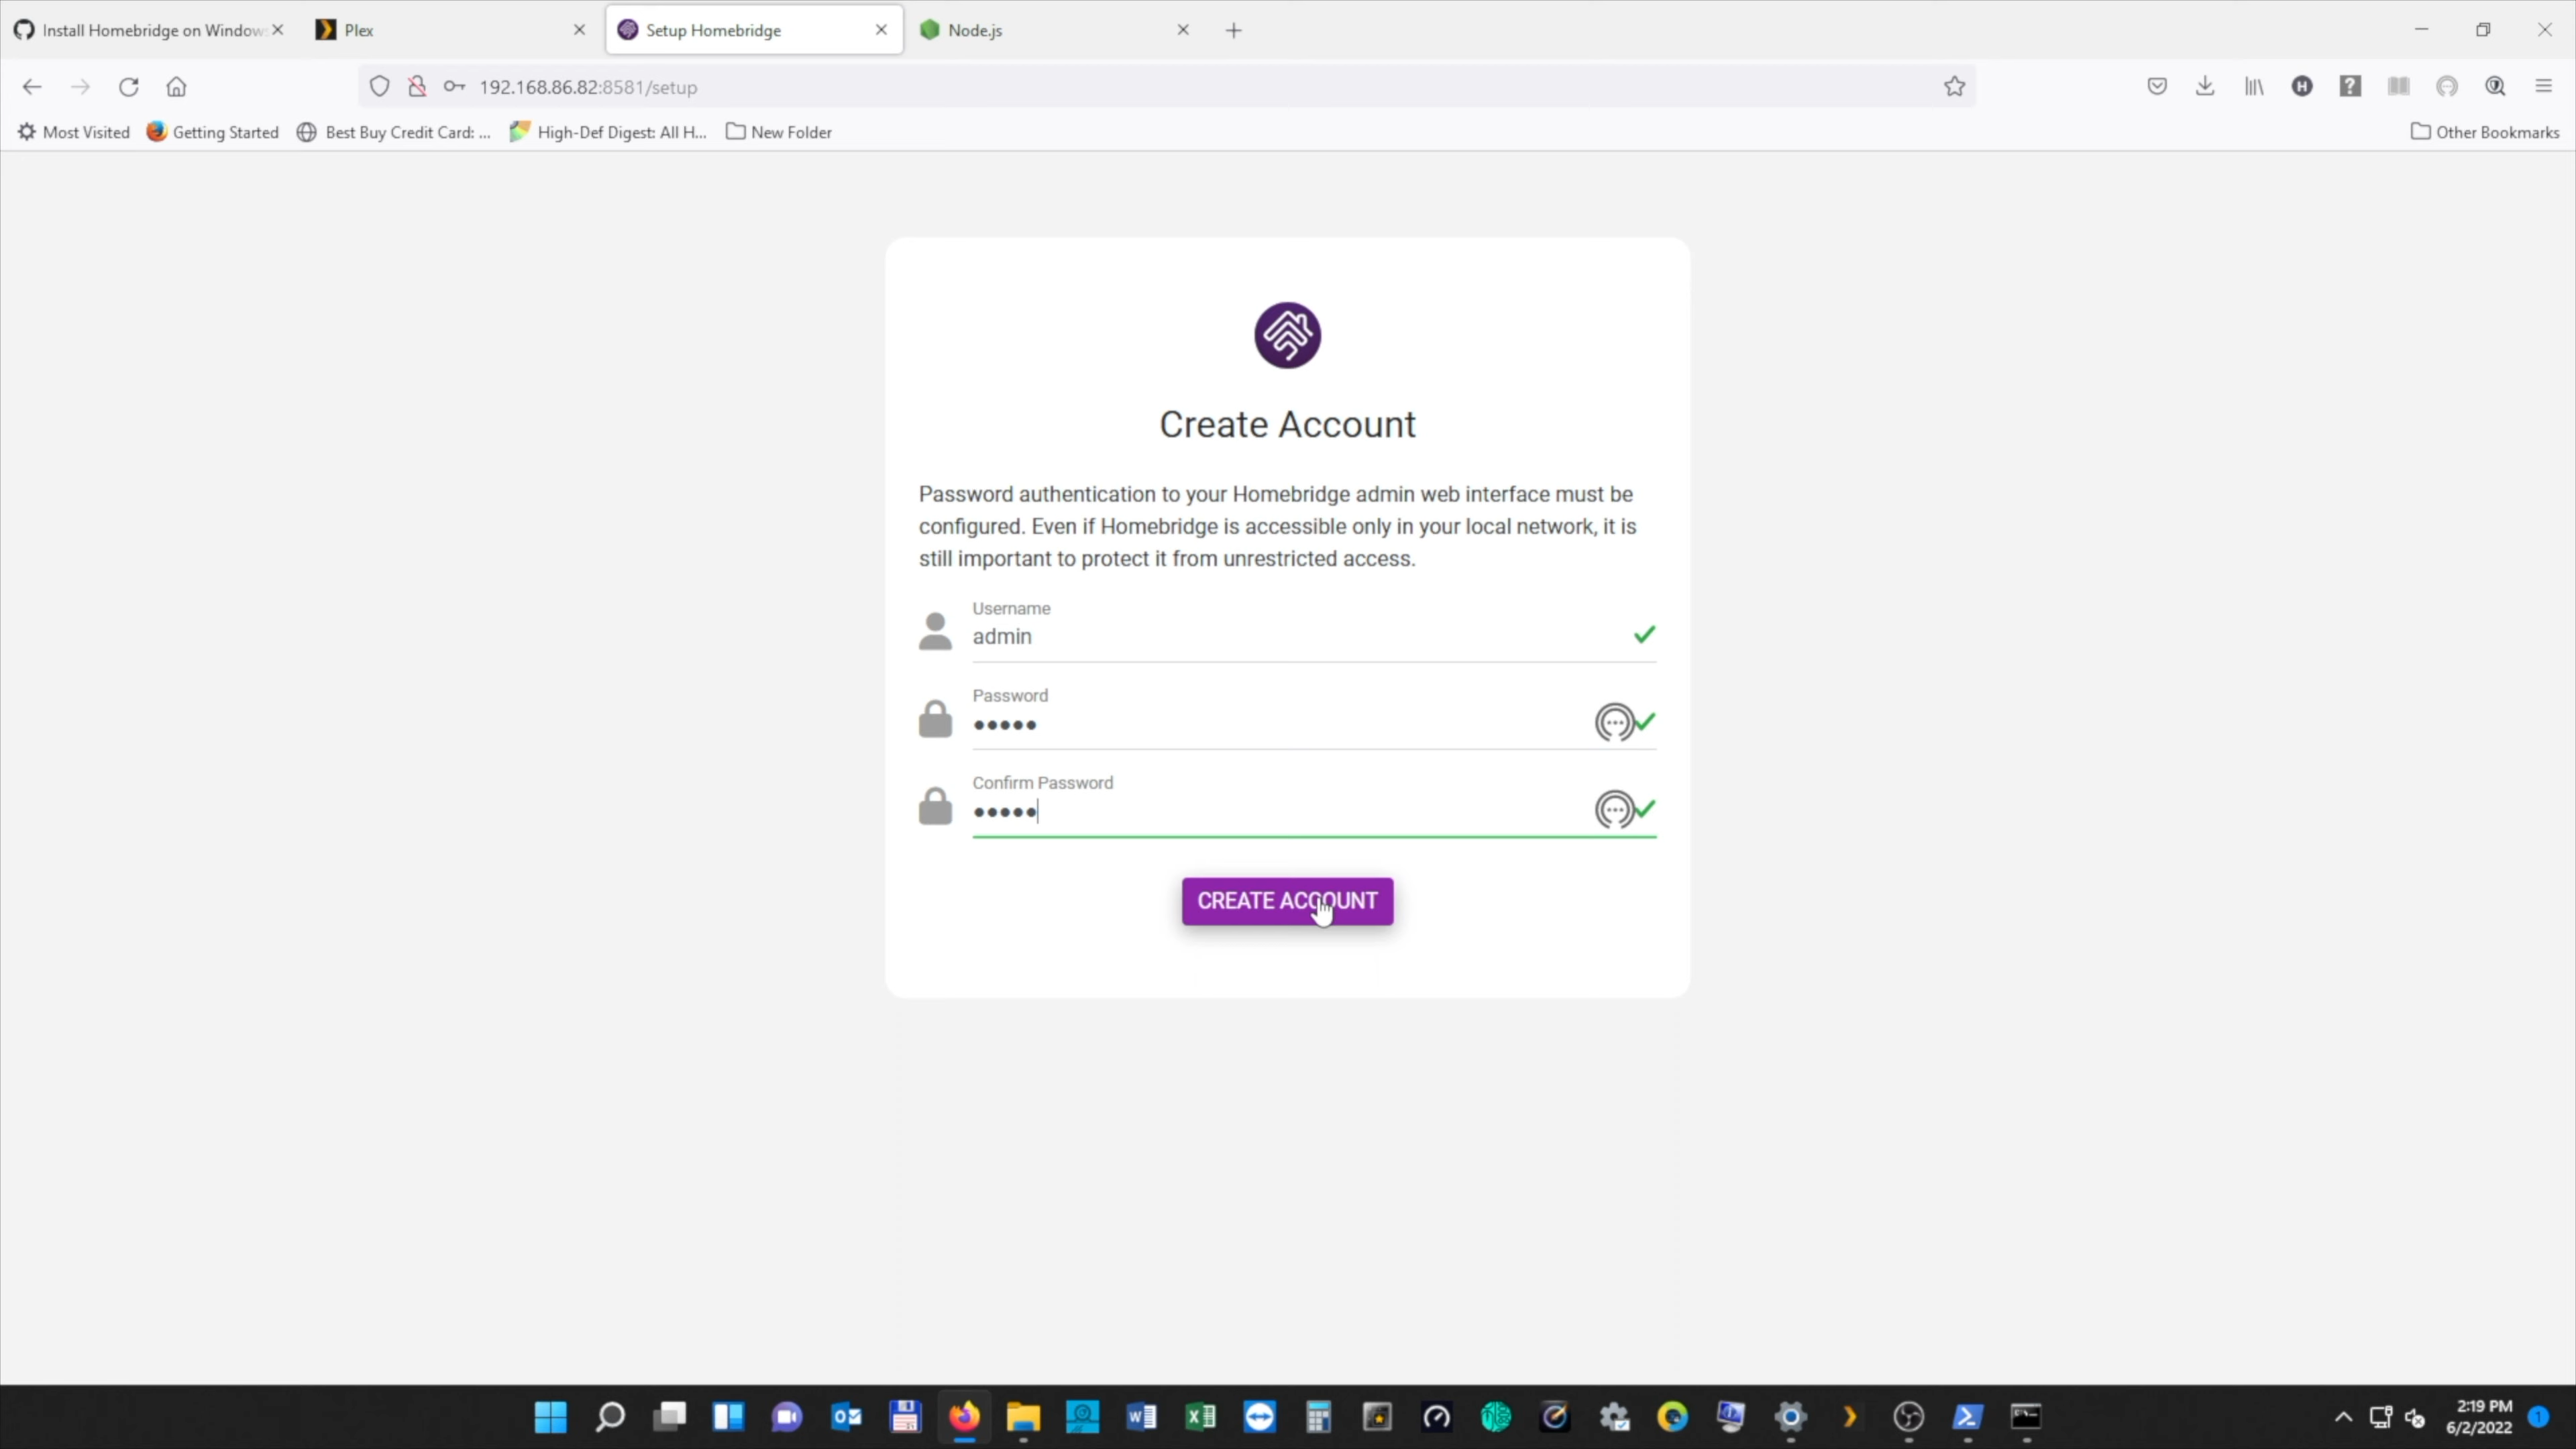 Install Homebridge on Window
Plex
Setup Homebridge
Node.js
192.168.86.82:8581/setup
Most Visited
Getting Started
Best Buy Credit Card: ...
High-Def Digest: All H...
New Folder
Other Bookmarks
Create Account
Password authentication to your Homebridge admin web interface must be
configured. Even if Homebridge is accessible only in your local network, it is
still important to protect it from unrestricted access.
Username
admin
Password
•••••
Confirm Password
•••••
CREATE ACCOUNT
2:19 PM
6/2/2022
1